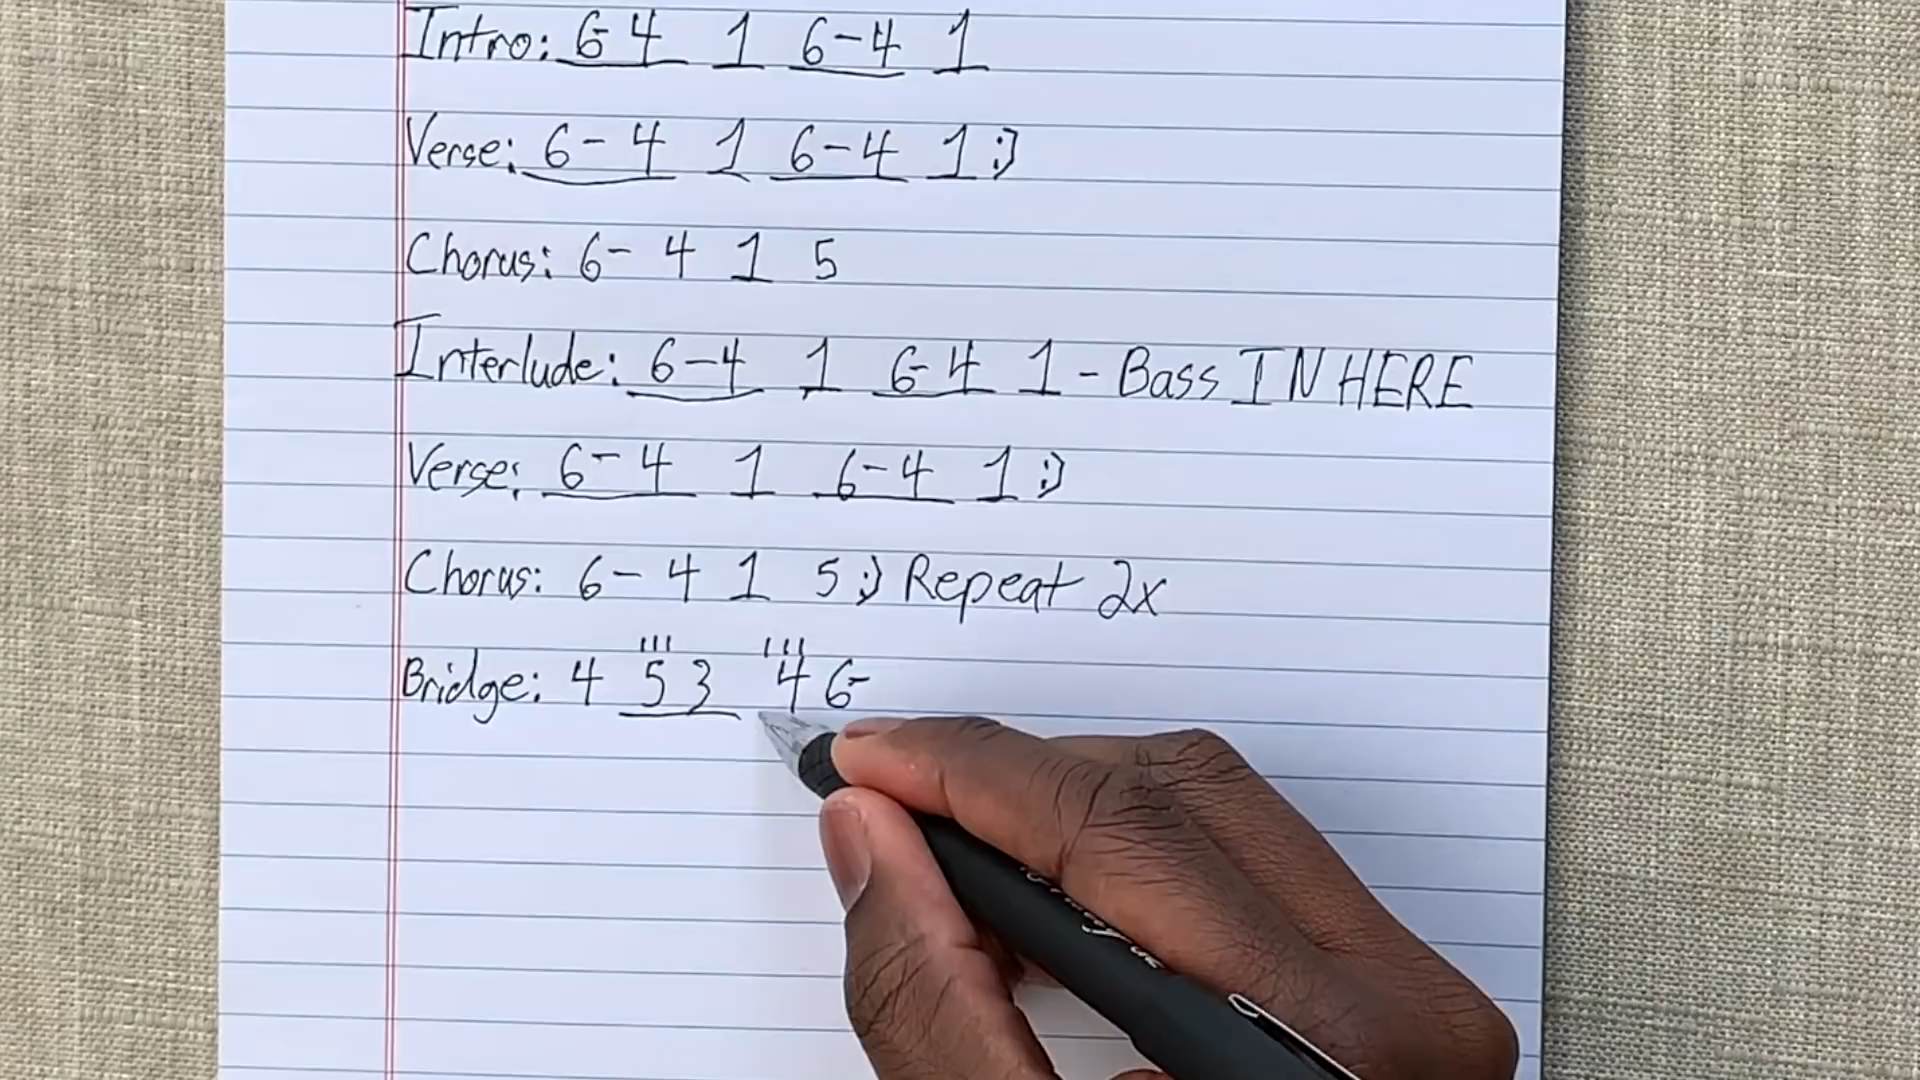 Intro: 6- 4 1 6-4 1
Verse: 6- 4 1 6-4 1 :)
Chorus: 6- 4 1 5
Interlude: 6-4 1 6- 4 1 - Bass IN HERE
Verse: 6- 4 1 6-4 1 :)
Chorus: 6- 4 1 5 :) Repeat 2x
Bridge: 4 5 3 4 6-